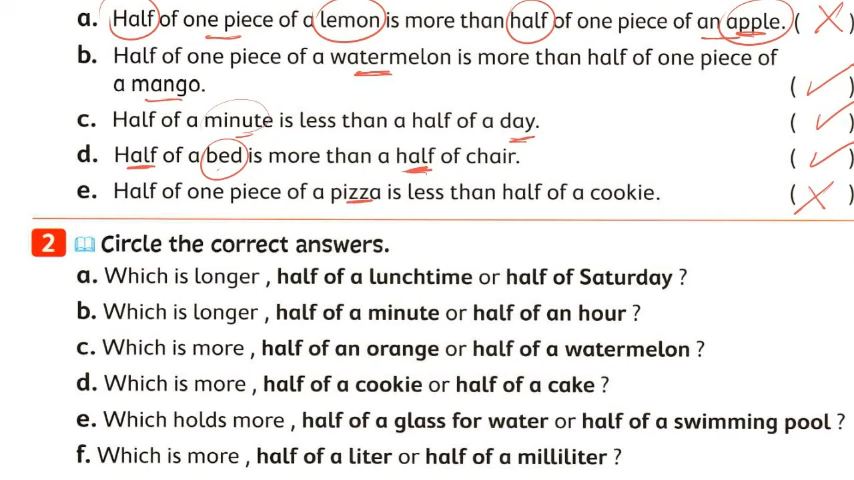 a. Half of one piece of a lemon is more than half of one piece of an apple. ( ✗ )
b. Half of one piece of a watermelon is more than half of one piece of
a mango. ( ✓ )
c. Half of a minute is less than a half of a day. ( ✓ )
d. Half of a bed is more than a half of chair. ( ✓ )
e. Half of one piece of a pizza is less than half of a cookie. ( ✗ )
2 Circle the correct answers.
a. Which is longer , half of a lunchtime or half of Saturday ?
b. Which is longer , half of a minute or half of an hour ?
c. Which is more , half of an orange or half of a watermelon ?
d. Which is more , half of a cookie or half of a cake ?
e. Which holds more , half of a glass for water or half of a swimming pool ?
f. Which is more , half of a liter or half of a milliliter ?